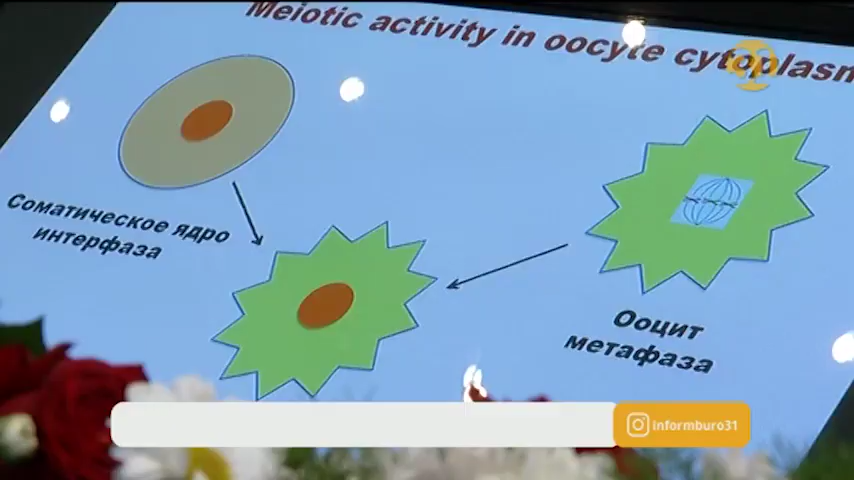 Meiotic activity in oocyte cytoplasm
Соматическое ядро
интерфаза
Ооцит
метафаза
informburo31